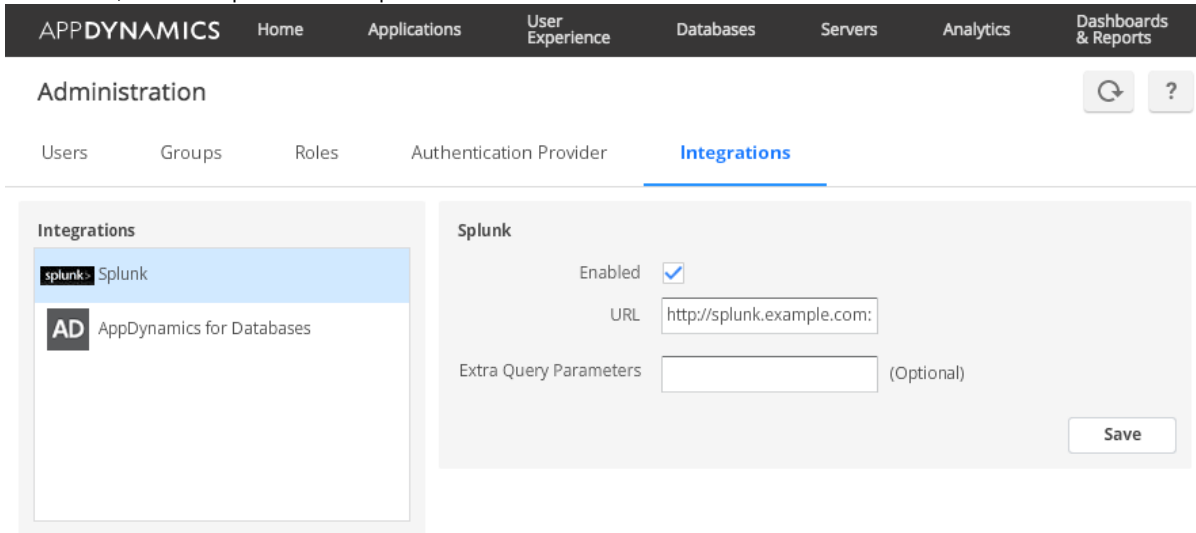 APPDYNAMICS Home Applications User Experience Databases Servers Analytics Dashboards & Reports
Administration
?
Users Groups Roles Authentication Provider Integrations
Integrations
splunk> Splunk
AD AppDynamics for Databases
Splunk
Enabled
URL http://splunk.example.com:
Extra Query Parameters (Optional)
Save